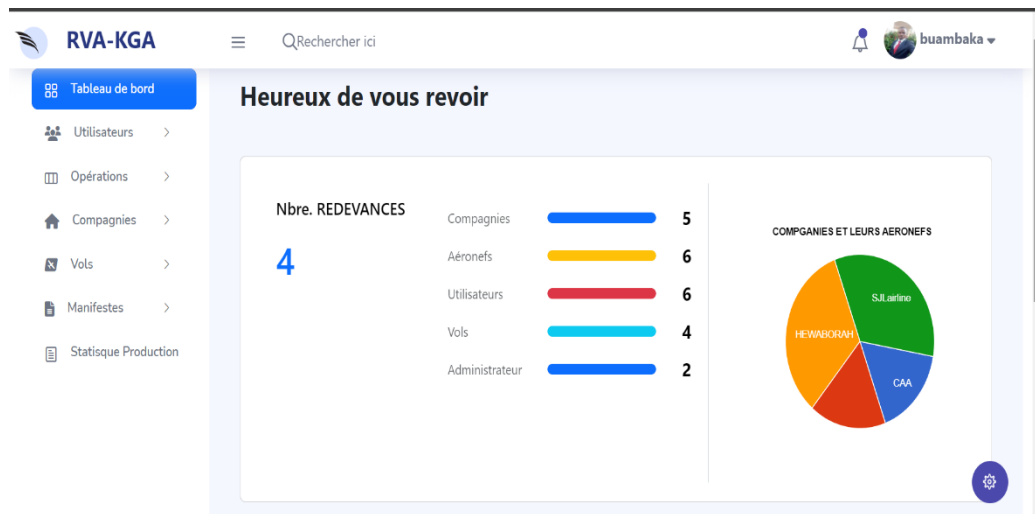 RVA-KGA
Rechercher ici
buambaka
Tableau de bord
Utilisateurs
Opérations
Compagnies
Vols
Manifestes
Statisque Production
Heureux de vous revoir
Nbre. REDEVANCES
4
Compagnies 5
Aéronefs 6
Utilisateurs 6
Vols 4
Administrateur 2
COMPGANIES ET LEURS AERONEFS
SJLairline
HEWABORAH
CAA